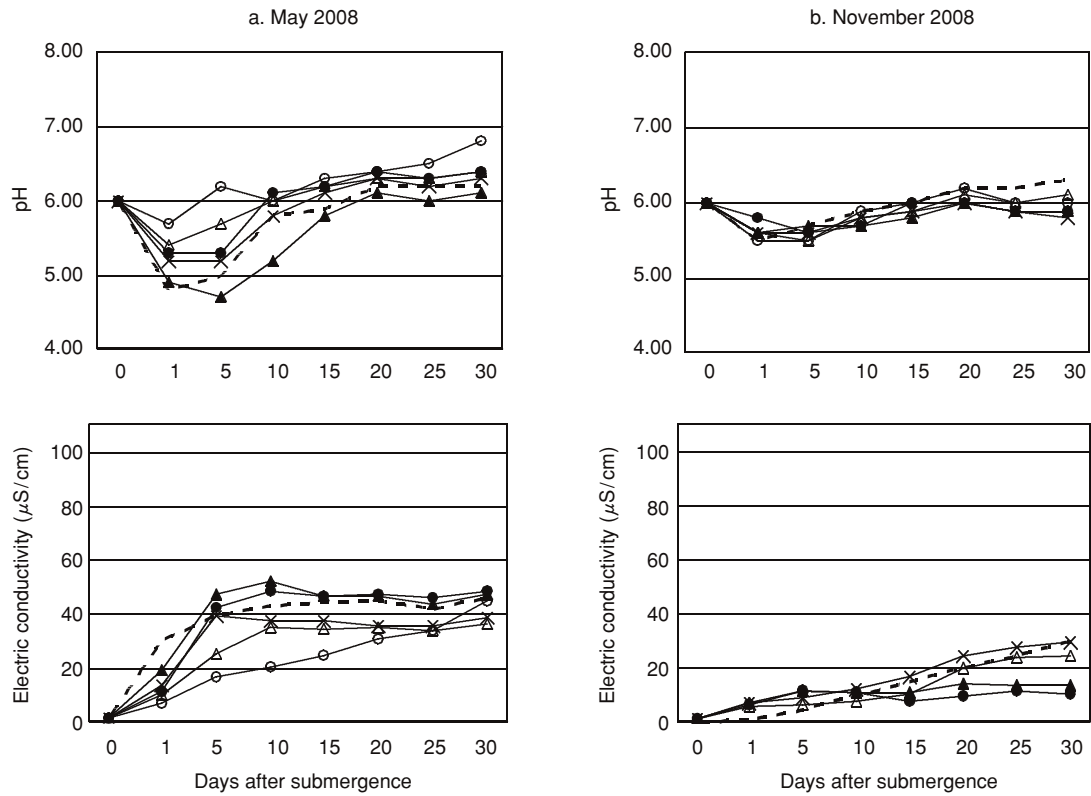 a. May 2008
b. November 2008
pH
8.00
7.00
6.00
5.00
4.00
0 1 5 10 15 20 25 30
pH
8.00
7.00
6.00
5.00
4.00
0 1 5 10 15 20 25 30
Electric conductivity (μS/cm)
100
80
60
40
20
0
0 1 5 10 15 20 25 30
Days after submergence
Electric conductivity (μS/cm)
100
80
60
40
20
0
0 1 5 10 15 20 25 30
Days after submergence